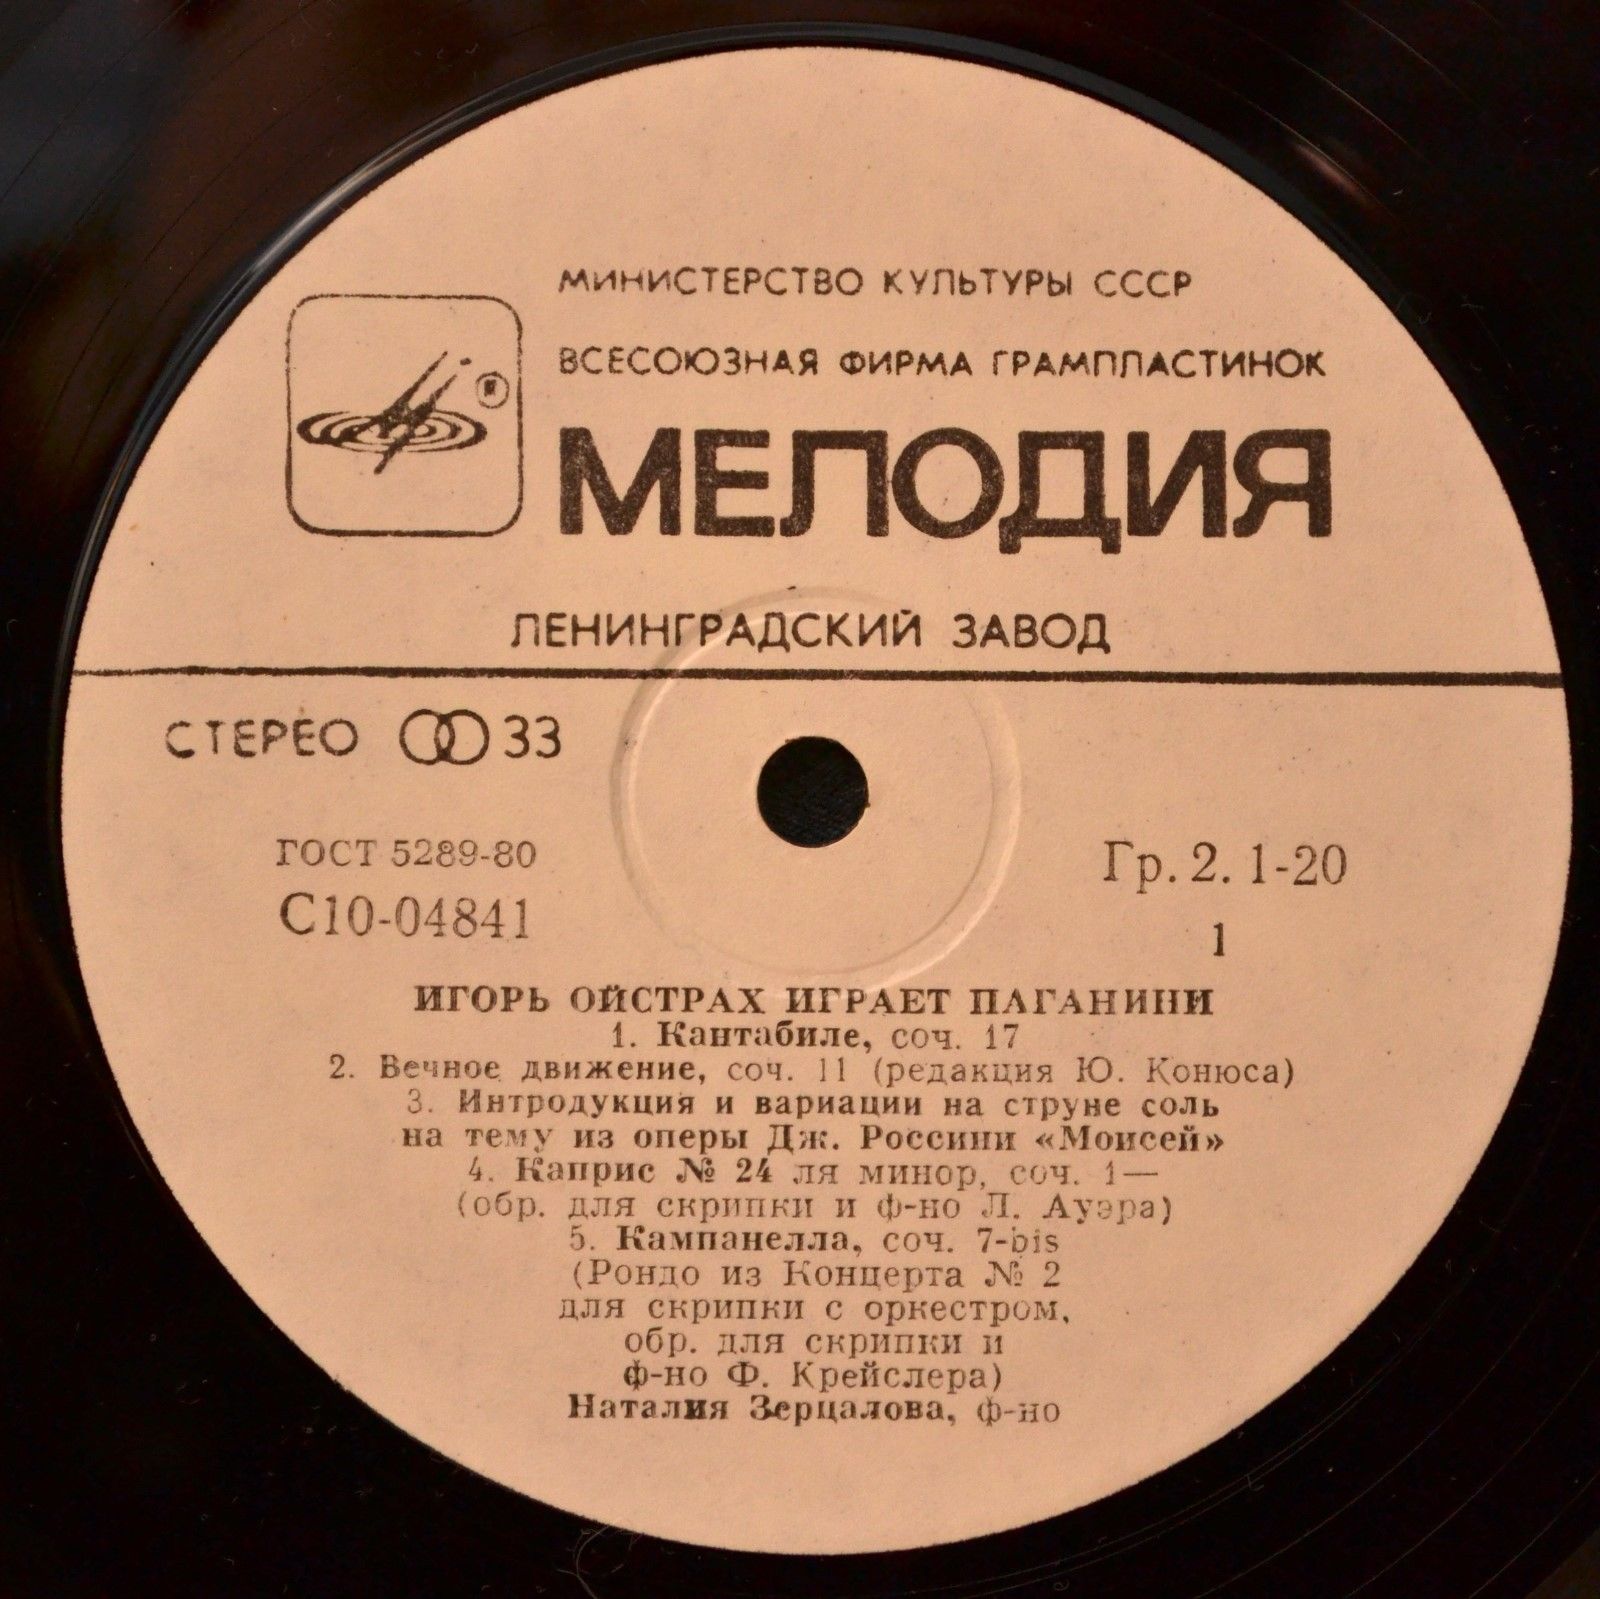 МИНИСТЕРСТВО КУЛЬТУРЫ СССР
ВСЕСОЮЗНАЯ ФИРМА ГРАМПЛАСТИНОК
МЕЛОДИЯ
ЛЕНИНГРАДСКИЙ ЗАВОД
СТЕРЕО 33
ГОСТ 5289-80
С10-04841
Гр. 2. 1-20
1
ИГОРЬ ОЙСТРАХ ИГРАЕТ ПАГАНИНИ
1. Кантабиле, соч. 17
2. Вечное движение, соч. 11 (редакция Ю. Конюса)
3. Интродукция и вариации на струне соль
на тему из оперы Дж. Россини «Моисей»
4. Каприс № 24 ля минор, соч. 1—
(обр. для скрипки и ф-но Л. Ауэра)
5. Кампанелла, соч. 7-bis
(Рондо из Концерта № 2
для скрипки с оркестром,
обр. для скрипки и
ф-но Ф. Крейслера)
Наталия Зерцалова, ф-но